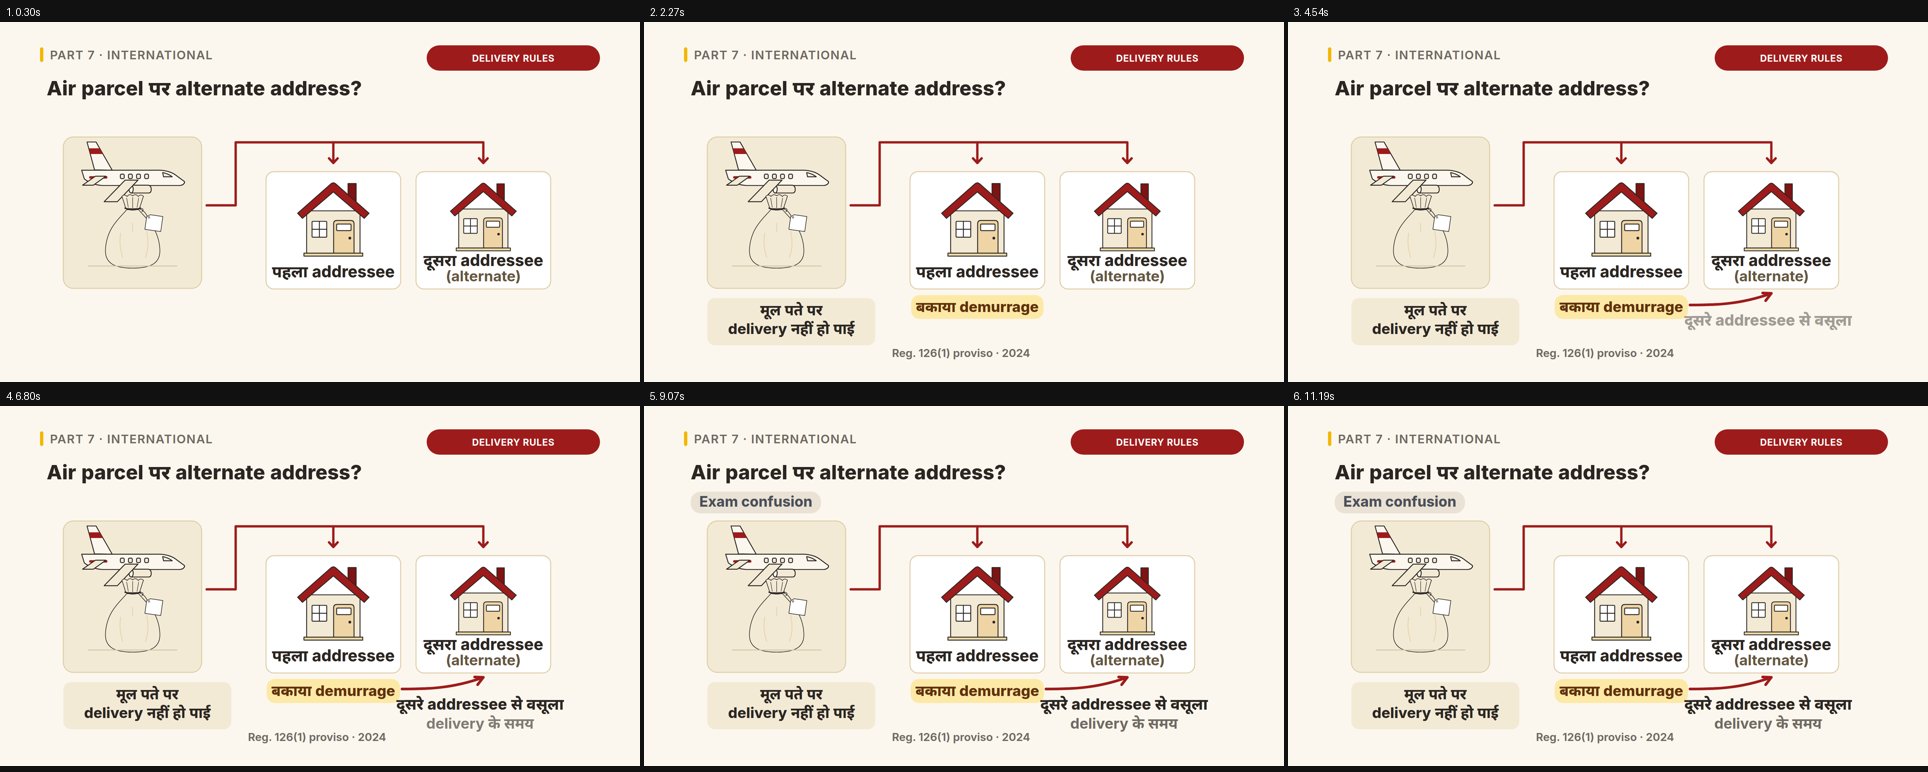 1. 0.30s
PART 7 · INTERNATIONAL
DELIVERY RULES
Air parcel पर alternate address?
पहला addressee
दूसरा addressee
(alternate)
2. 2.27s
PART 7 · INTERNATIONAL
DELIVERY RULES
Air parcel पर alternate address?
पहला addressee
दूसरा addressee
(alternate)
मूल पते पर
delivery नहीं हो पाई
बकाया demurrage
Reg. 126(1) proviso · 2024
3. 4.54s
PART 7 · INTERNATIONAL
DELIVERY RULES
Air parcel पर alternate address?
पहला addressee
दूसरा addressee
(alternate)
मूल पते पर
delivery नहीं हो पाई
बकाया demurrage
दूसरे addressee से वसूला
Reg. 126(1) proviso · 2024
4. 6.80s
PART 7 · INTERNATIONAL
DELIVERY RULES
Air parcel पर alternate address?
पहला addressee
दूसरा addressee
(alternate)
मूल पते पर
delivery नहीं हो पाई
बकाया demurrage
दूसरे addressee से वसूला
delivery के समय
Reg. 126(1) proviso · 2024
5. 9.07s
PART 7 · INTERNATIONAL
DELIVERY RULES
Air parcel पर alternate address?
Exam confusion
पहला addressee
दूसरा addressee
(alternate)
मूल पते पर
delivery नहीं हो पाई
बकाया demurrage
दूसरे addressee से वसूला
delivery के समय
Reg. 126(1) proviso · 2024
6. 11.19s
PART 7 · INTERNATIONAL
DELIVERY RULES
Air parcel पर alternate address?
Exam confusion
पहला addressee
दूसरा addressee
(alternate)
मूल पते पर
delivery नहीं हो पाई
बकाया demurrage
दूसरे addressee से वसूला
delivery के समय
Reg. 126(1) proviso · 2024